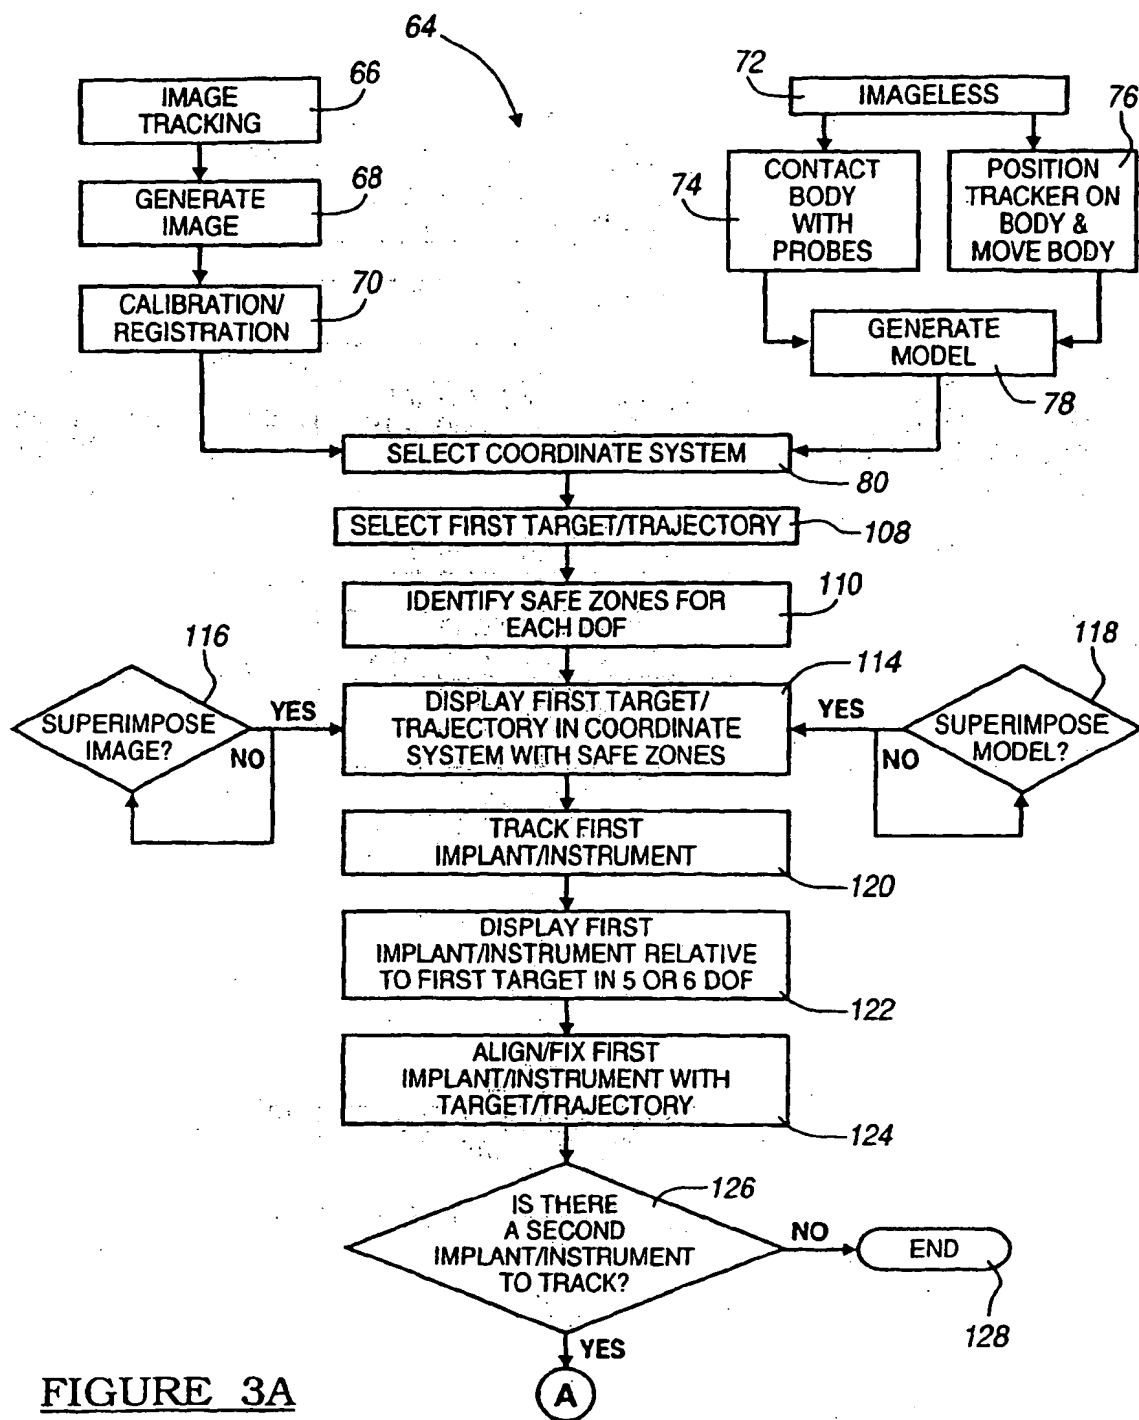 64
66
IMAGE
TRACKING
68
GENERATE
IMAGE
70
CALIBRATION/
REGISTRATION
72
IMAGELESS
74
CONTACT
BODY
WITH
PROBES
76
POSITION
TRACKER ON
BODY &
MOVE BODY
GENERATE
MODEL
78
SELECT COORDINATE SYSTEM
80
SELECT FIRST TARGET/TRAJECTORY
108
IDENTIFY SAFE ZONES FOR
EACH DOF
110
116
SUPERIMPOSE
IMAGE?
YES
NO
114
DISPLAY FIRST TARGET/
TRAJECTORY IN COORDINATE
SYSTEM WITH SAFE ZONES
118
SUPERIMPOSE
MODEL?
YES
NO
TRACK FIRST
IMPLANT/INSTRUMENT
120
DISPLAY FIRST
IMPLANT/INSTRUMENT RELATIVE
TO FIRST TARGET IN 5 OR 6 DOF
122
ALIGN/FIX FIRST
IMPLANT/INSTRUMENT WITH
TARGET/TRAJECTORY
124
126
IS THERE
A SECOND
IMPLANT/INSTRUMENT
TO TRACK?
NO
END
128
YES
A
FIGURE 3A